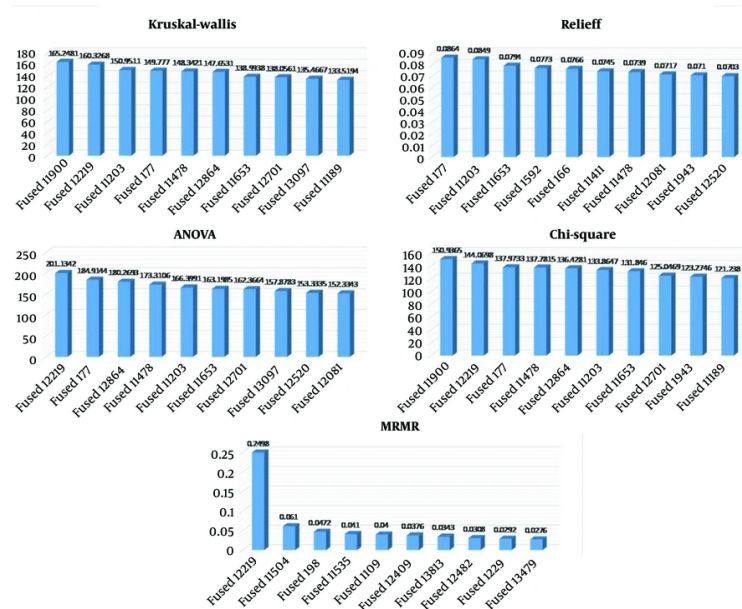 Kruskal-wallis
180
160
140
120
100
80
60
40
20
0
165.2481 160.3268 150.9511 149.777 148.3421 147.6531 138.9938 138.0561 135.4667 133.5194
Fused 11900 Fused 12219 Fused 11203 Fused 177 Fused 11478 Fused 12864 Fused 11653 Fused 12701 Fused 13097 Fused 11189
Relieff
0.09
0.08
0.07
0.06
0.05
0.04
0.03
0.02
0.01
0
0.0864 0.0849 0.0794 0.0773 0.0766 0.0745 0.0739 0.0717 0.071 0.0703
Fused 177 Fused 11203 Fused 11653 Fused 1592 Fused 166 Fused 11411 Fused 11478 Fused 12081 Fused 1943 Fused 12520
ANOVA
250
200
150
100
50
0
201.1342 184.9144 180.2693 173.3106 166.3991 163.1985 162.3664 157.8783 153.3335 152.3343
Fused 12219 Fused 177 Fused 12864 Fused 11478 Fused 11203 Fused 11653 Fused 12701 Fused 13097 Fused 12520 Fused 12081
Chi-square
160
140
120
100
80
60
40
20
0
150.9365 144.0698 137.9733 137.7815 136.4281 133.8647 131.846 125.0469 123.2746 121.238
Fused 11900 Fused 12219 Fused 177 Fused 11478 Fused 12864 Fused 11203 Fused 11653 Fused 12701 Fused 1943 Fused 11189
MRMR
0.25
0.2
0.15
0.1
0.05
0
0.2498 0.061 0.0472 0.041 0.04 0.0376 0.0343 0.0308 0.0292 0.0276
Fused 12219 Fused 11504 Fused 198 Fused 11535 Fused 1109 Fused 12409 Fused 13813 Fused 12482 Fused 1229 Fused 13479